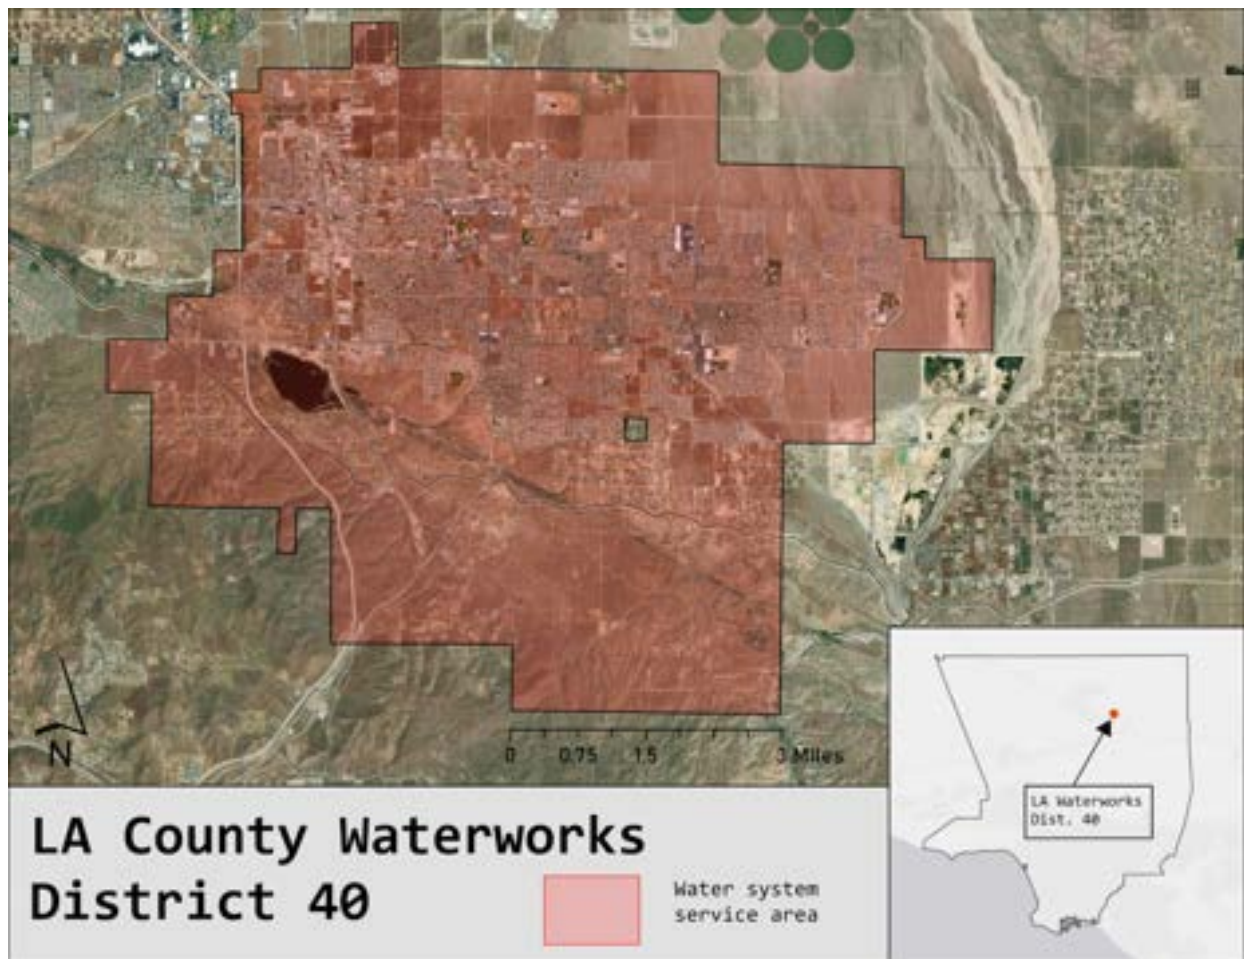 N
0 0.75 1.5 3 Miles
LA Waterworks
Dist. 40
LA County Waterworks
District 40
Water system
service area